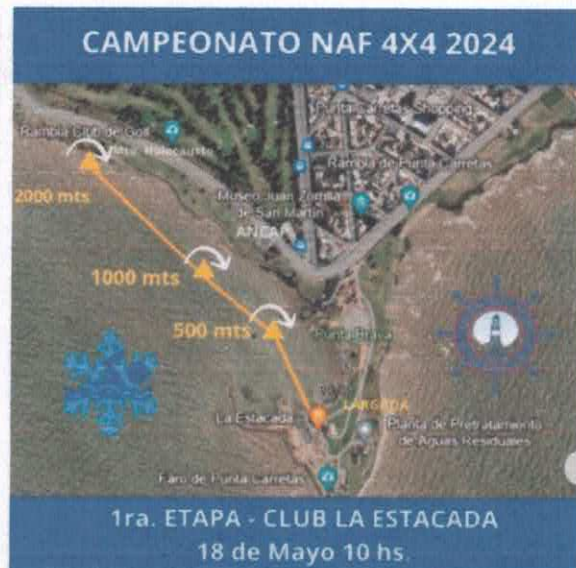 CAMPEONATO NAF 4X4 2024
Punta Carretas Shopping
Rambla Club de Golf
Holocausto
Rambla de Punta Carretas
2000 mts
Museo Juan Zorrilla
de San Martín
ANCAP
1000 mts
500 mts
Punta Brava
LARGADA
La Estacada
Planta de Pretratamiento
de Aguas Residuales
Faro de Punta Carretas
1ra. ETAPA - CLUB LA ESTACADA
18 de Mayo 10 hs.